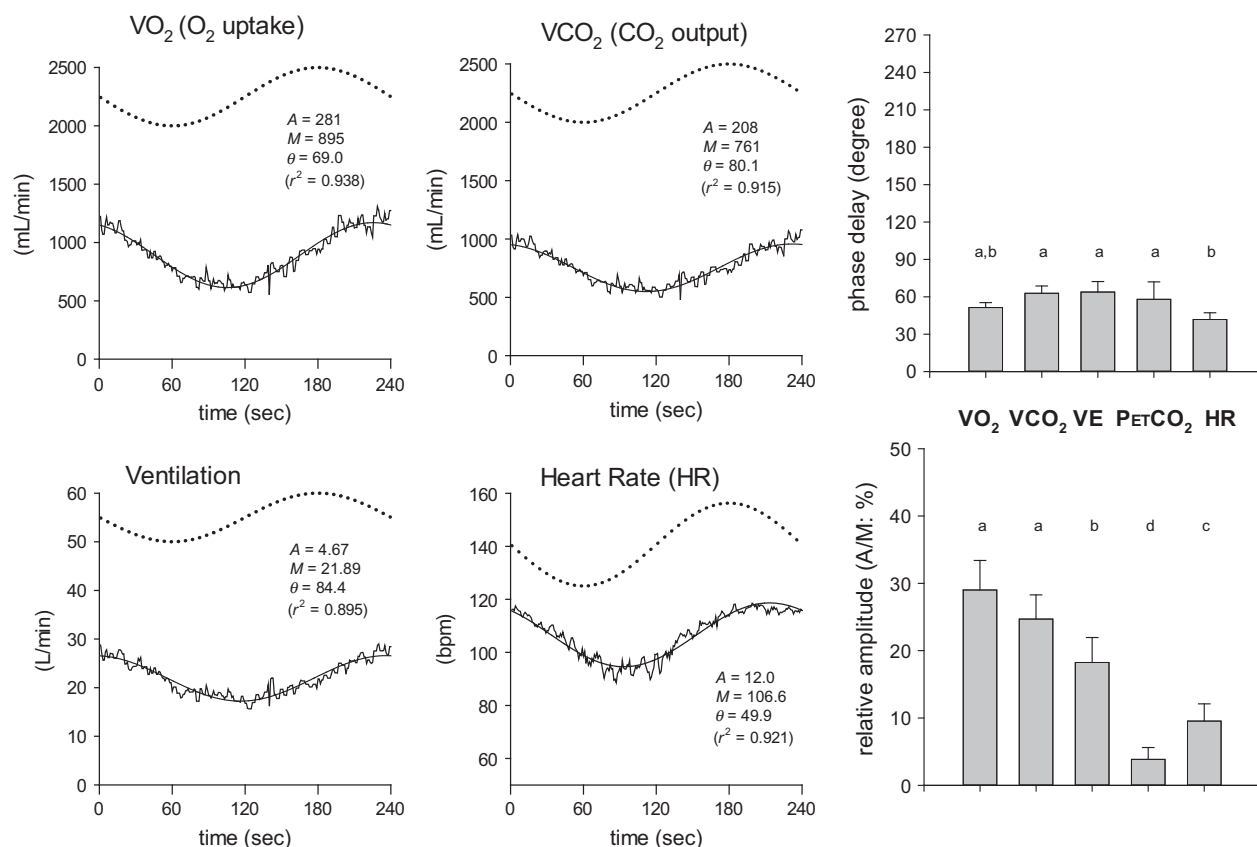 VO₂ (O₂ uptake)
2500
2000
1500
1000
500
0
(mL/min)
A = 281
M = 895
θ = 69.0
(r² = 0.938)
0 60 120 180 240
time (sec)
VCO₂ (CO₂ output)
2500
2000
1500
1000
500
0
(mL/min)
A = 208
M = 761
θ = 80.1
(r² = 0.915)
0 60 120 180 240
time (sec)
270
240
210
180
150
120
90
60
30
0
phase delay (degree)
a,b a a a b
VO₂ VCO₂ VE PETCO₂ HR
Ventilation
60
50
40
30
20
10
0
(L/min)
A = 4.67
M = 21.89
θ = 84.4
(r² = 0.895)
0 60 120 180 240
time (sec)
Heart Rate (HR)
160
140
120
100
80
60
(bpm)
A = 12.0
M = 106.6
θ = 49.9
(r² = 0.921)
0 60 120 180 240
time (sec)
50
40
30
20
10
0
relative amplitude (A/M: %)
a a b d c